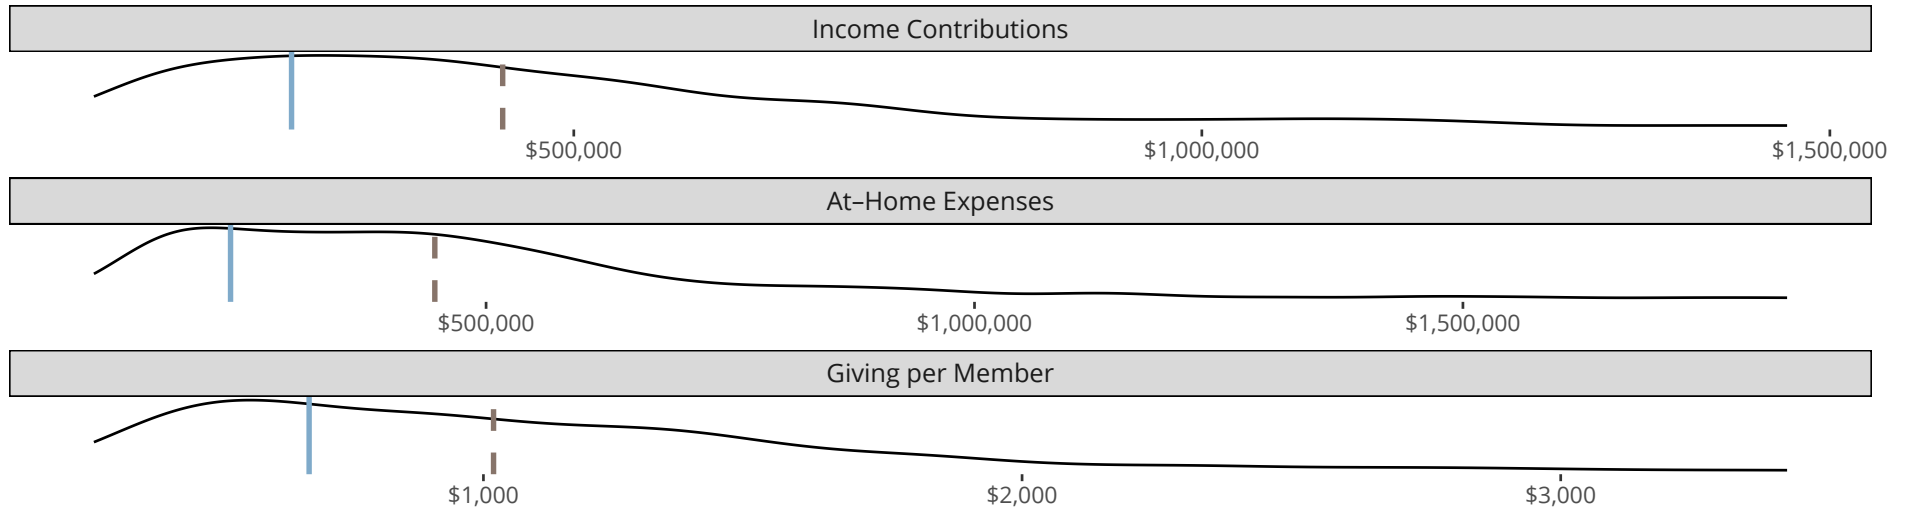 Income Contributions
$500,000 $1,000,000 $1,500,000
At–Home Expenses
$500,000 $1,000,000 $1,500,000
Giving per Member
$1,000 $2,000 $3,000